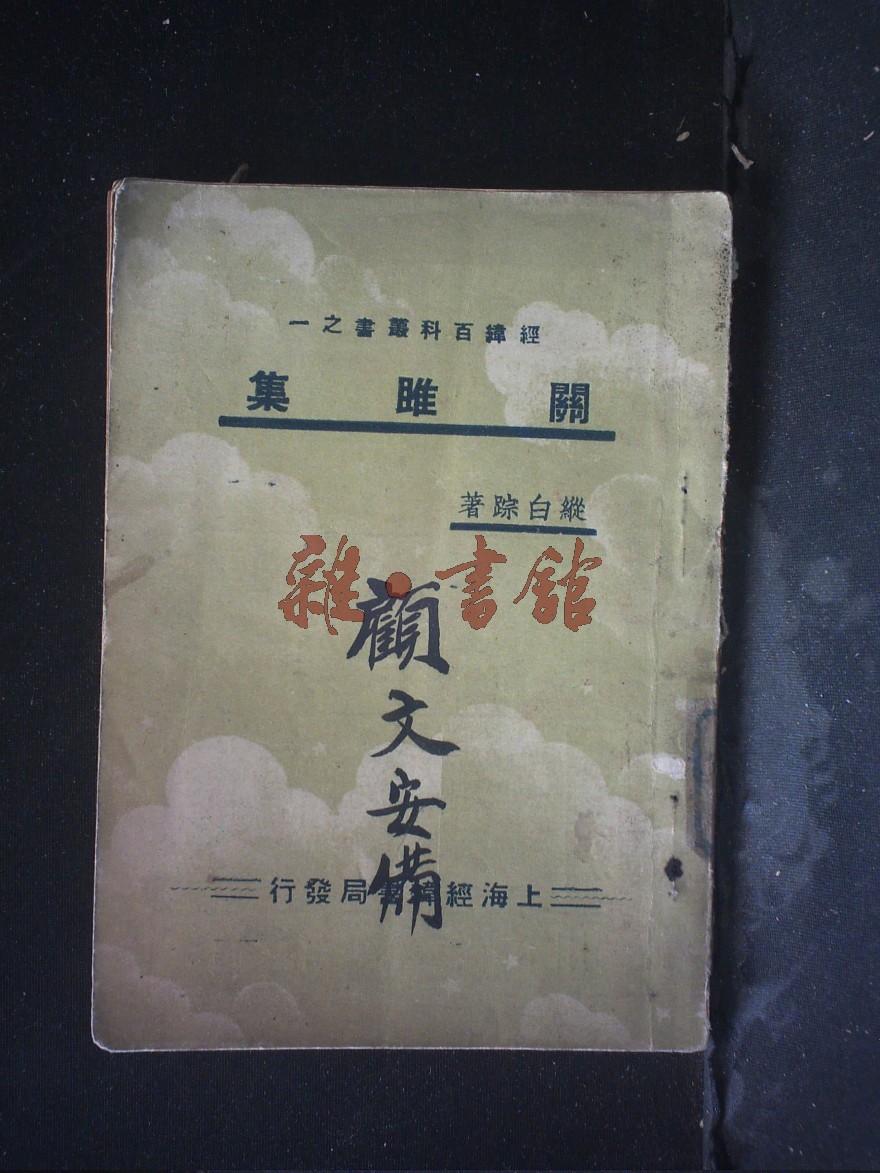 經緯百科叢書之一
關雎集
縱白踪著
雜·書館
顧文安備
上海經緯書局發行